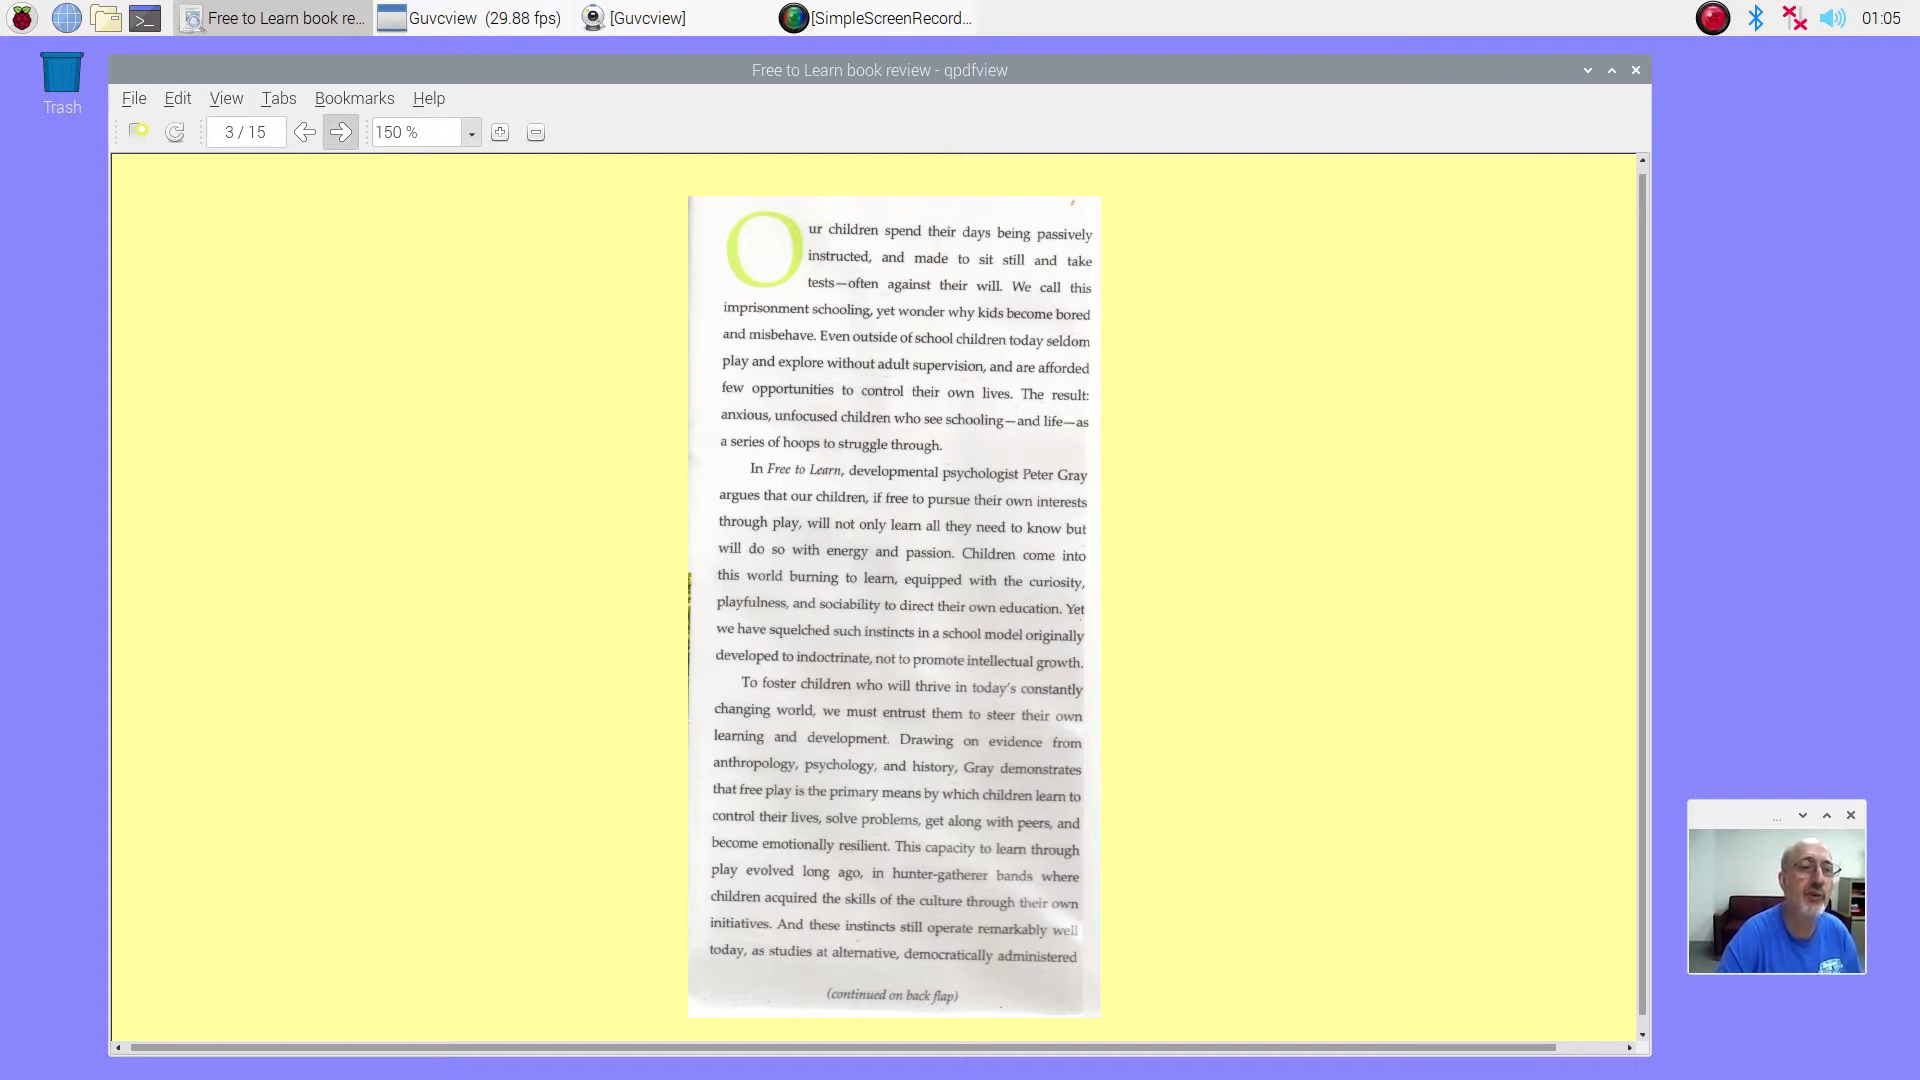 Free to Learn book re...
Guvcview (29.88 fps)
[Guvcview]
[SimpleScreenRecord...
01:05
Trash
Free to Learn book review - qpdfview
File Edit View Tabs Bookmarks Help
3 / 15
150 %
Our children spend their days being passively
instructed, and made to sit still and take
tests—often against their will. We call this
imprisonment schooling, yet wonder why kids become bored
and misbehave. Even outside of school children today seldom
play and explore without adult supervision, and are afforded
few opportunities to control their own lives. The result:
anxious, unfocused children who see schooling—and life—as
a series of hoops to struggle through.
In Free to Learn, developmental psychologist Peter Gray
argues that our children, if free to pursue their own interests
through play, will not only learn all they need to know but
will do so with energy and passion. Children come into
this world burning to learn, equipped with the curiosity,
playfulness, and sociability to direct their own education. Yet
we have squelched such instincts in a school model originally
developed to indoctrinate, not to promote intellectual growth.
To foster children who will thrive in today's constantly
changing world, we must entrust them to steer their own
learning and development. Drawing on evidence from
anthropology, psychology, and history, Gray demonstrates
that free play is the primary means by which children learn to
control their lives, solve problems, get along with peers, and
become emotionally resilient. This capacity to learn through
play evolved long ago, in hunter-gatherer bands where
children acquired the skills of the culture through their own
initiatives. And these instincts still operate remarkably well
today, as studies at alternative, democratically administered
(continued on back flap)
...